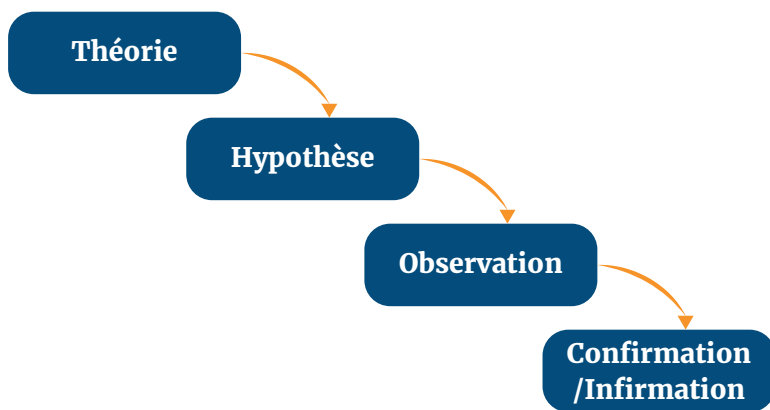 Théorie
Hypothèse
Observation
Confirmation
/Infirmation